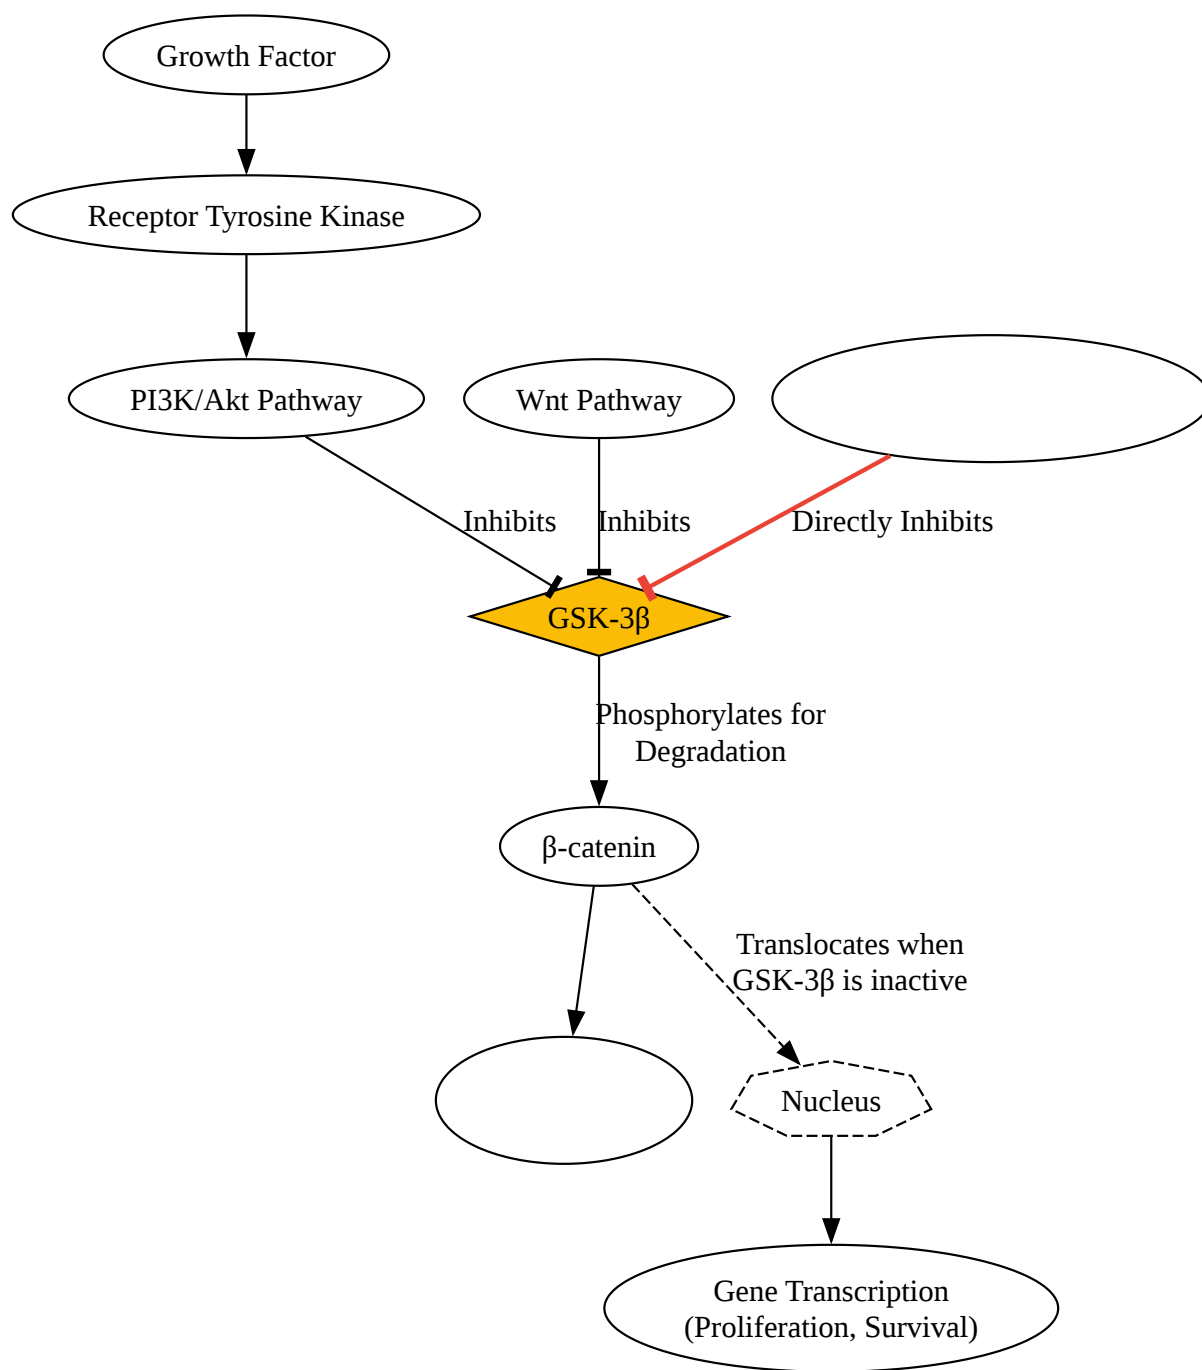 Growth Factor
Receptor Tyrosine Kinase
PI3K/Akt Pathway
Wnt Pathway
Inhibits
Inhibits
Directly Inhibits
GSK-3β
Phosphorylates for
Degradation
β-catenin
Translocates when
GSK-3β is inactive
Nucleus
Gene Transcription
(Proliferation, Survival)